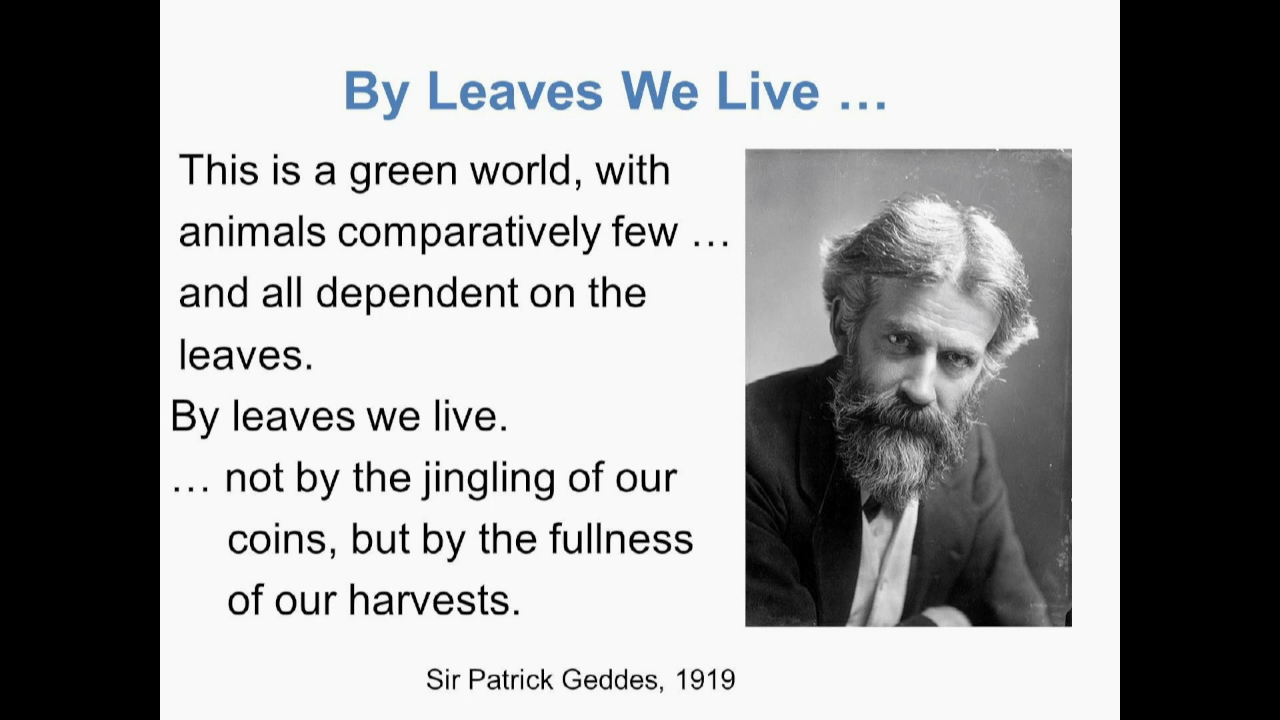 By Leaves We Live …
This is a green world, with
animals comparatively few …
and all dependent on the
leaves.
By leaves we live.
… not by the jingling of our
coins, but by the fullness
of our harvests.
Sir Patrick Geddes, 1919